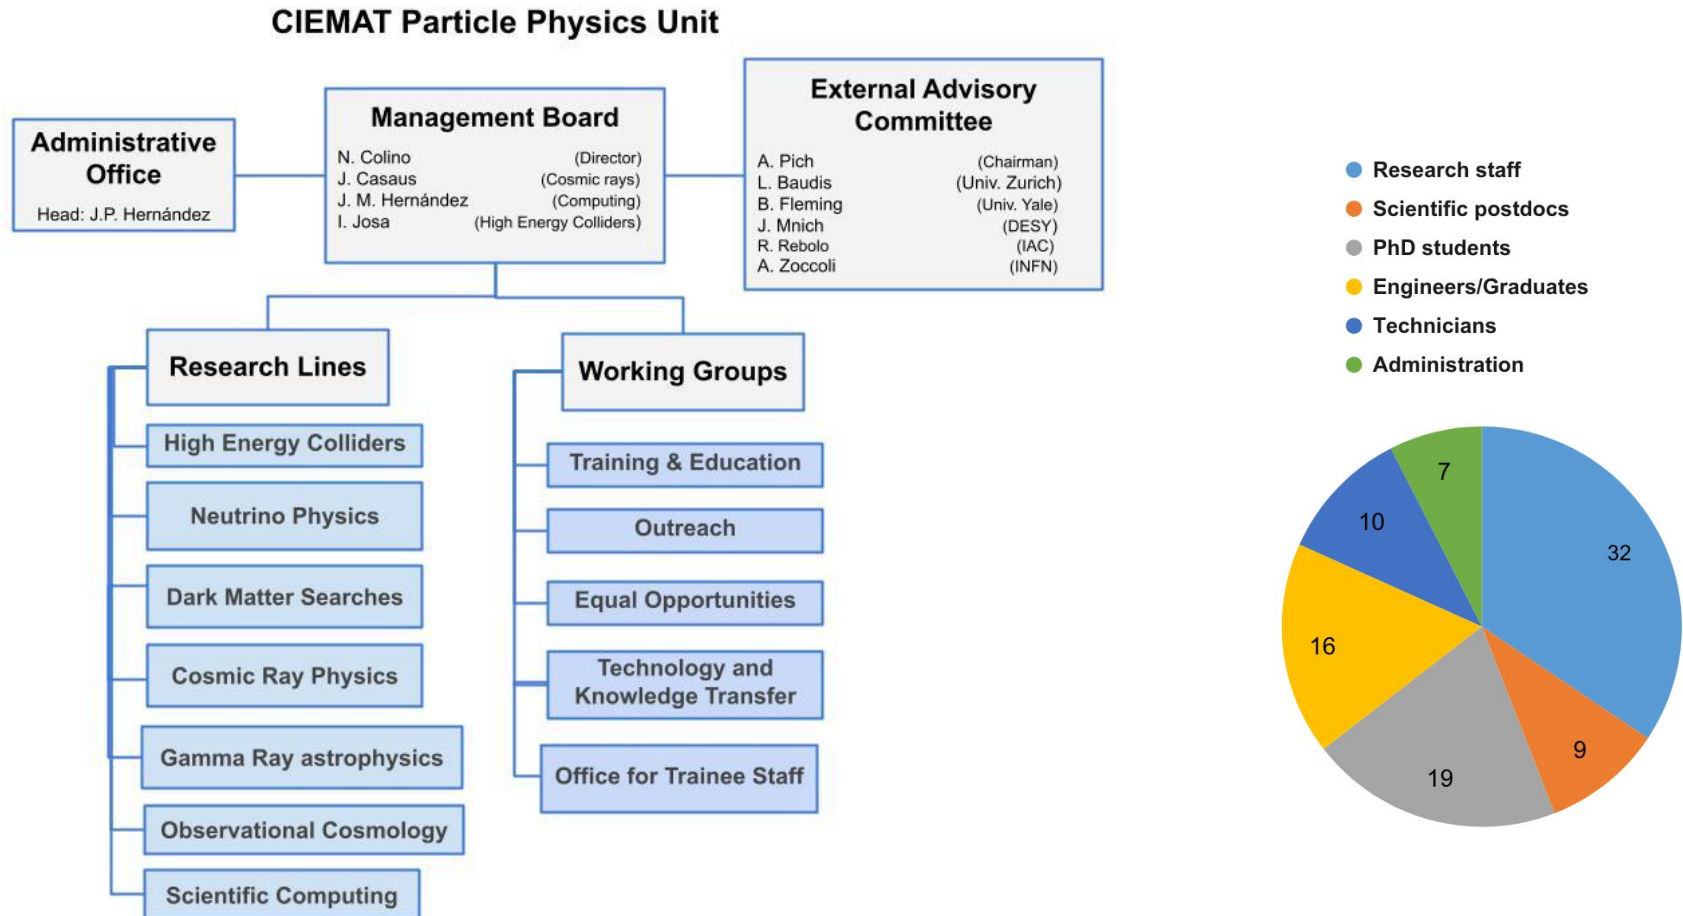 CIEMAT Particle Physics Unit
Administrative
Office
Head: J.P. Hernández
Management Board
N. Colino (Director)
J. Casaus (Cosmic rays)
J. M. Hernández (Computing)
I. Josa (High Energy Colliders)
External Advisory
Committee
A. Pich (Chairman)
L. Baudis (Univ. Zurich)
B. Fleming (Univ. Yale)
J. Mnich (DESY)
R. Rebolo (IAC)
A. Zoccoli (INFN)
Research Lines
High Energy Colliders
Neutrino Physics
Dark Matter Searches
Cosmic Ray Physics
Gamma Ray astrophysics
Observational Cosmology
Scientific Computing
Working Groups
Training & Education
Outreach
Equal Opportunities
Technology and
Knowledge Transfer
Office for Trainee Staff
Research staff
Scientific postdocs
PhD students
Engineers/Graduates
Technicians
Administration
7
10
32
16
9
19